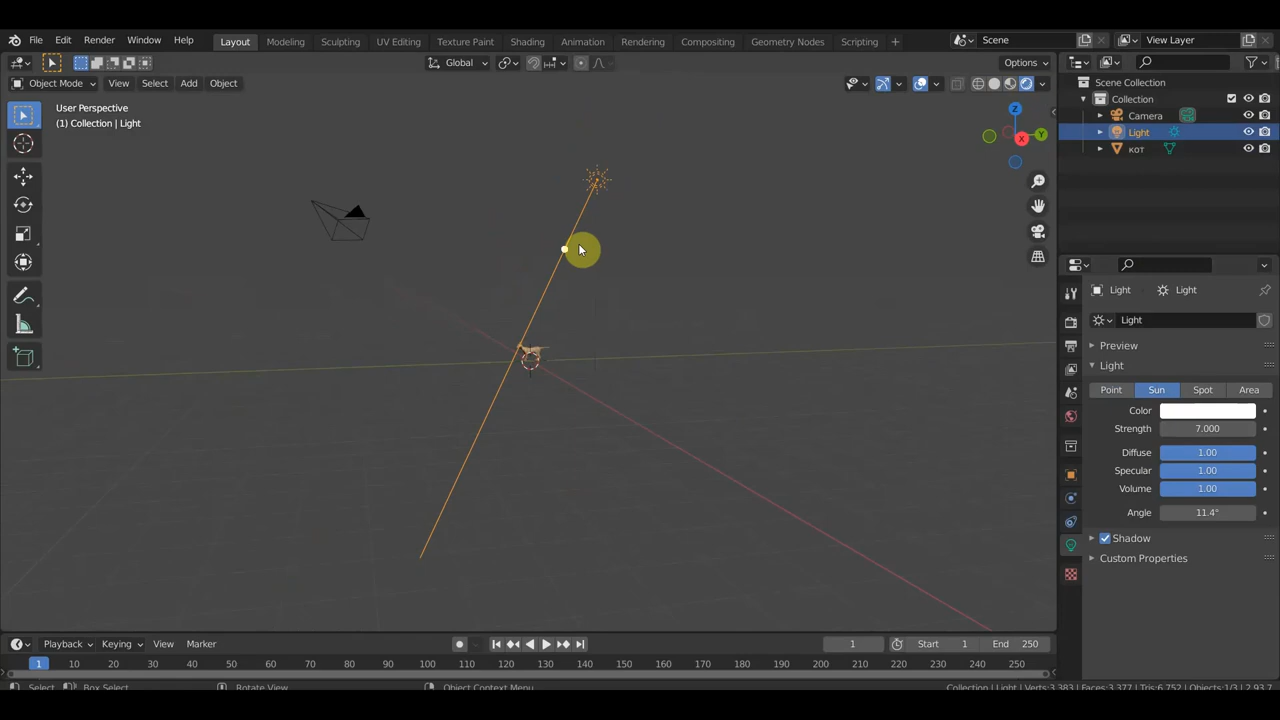 File Edit Render Window Help Layout Modeling Sculpting UV Editing Texture Paint Shading Animation Rendering Compositing Geometry Nodes Scripting + Scene View Layer
Global Options
Object Mode View Select Add Object
User Perspective
(1) Collection | Light
Z
Y
X
Scene Collection
Collection
Camera
Light
кот
Light Light
Light
Preview
Light
Point Sun Spot Area
Color
Strength 7.000
Diffuse 1.00
Specular 1.00
Volume 1.00
Angle 11.4°
Shadow
Custom Properties
Playback Keying View Marker 1 Start 1 End 250
1 10 20 30 40 50 60 70 80 90 100 110 120 130 140 150 160 170 180 190 200 210 220 230 240 250
Select Box Select Rotate View Object Context Menu Collection | Light | Verts:3,383 | Faces:3,377 | Tris:6,752 | Objects:1/3 | 2.93.7